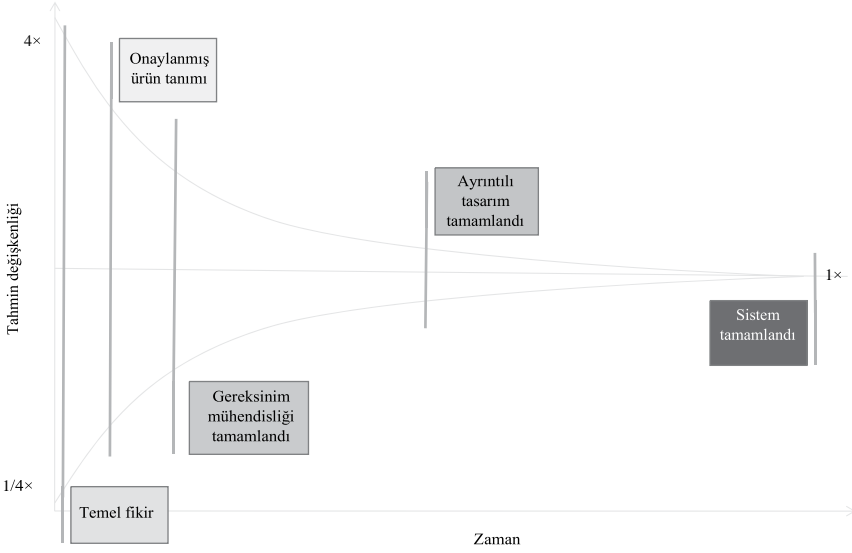 4×
Onaylanmış
ürün tanımı
Ayrıntılı
tasarım
tamamlandı
Tahmin değişkenliği
1×
Sistem
tamamlandı
Gereksinim
mühendisliği
tamamlandı
1/4×
Temel fikir
Zaman